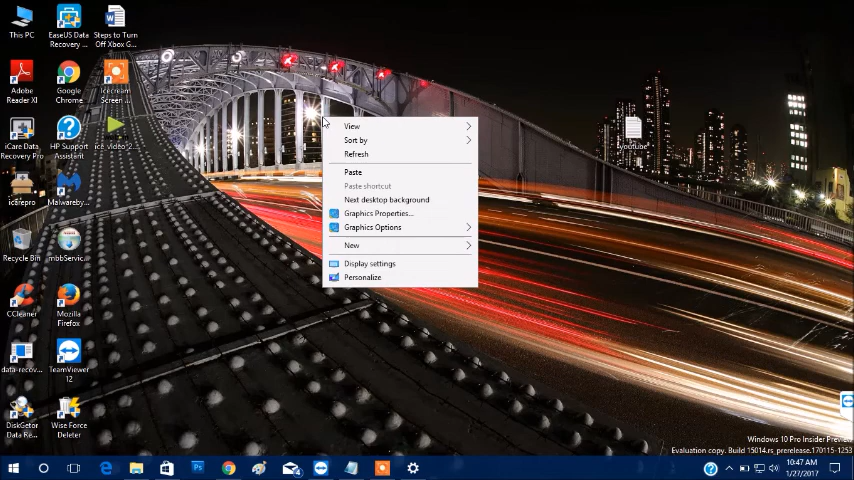 This PC
EaseUS Data
Recovery ...
Steps to Turn
Off Xbox G...
Adobe
Reader XI
Google
Chrome
Icecream
Screen ...
iCare Data
Recovery Pro
HP Support
Assistant
ice_video_2...
icarepro
Malwareby...
Recycle Bin
mbbServic...
CCleaner
Mozilla
Firefox
data-recov...
TeamViewer
12
DiskGetor
Data Re...
Wise Force
Deleter
youtube
View
Sort by
Refresh
Paste
Paste shortcut
Next desktop background
Graphics Properties...
Graphics Options
New
Display settings
Personalize
Windows 10 Pro Insider Preview
Evaluation copy. Build 15014.rs_prerelease.170115-1253
10:47 AM
1/27/2017